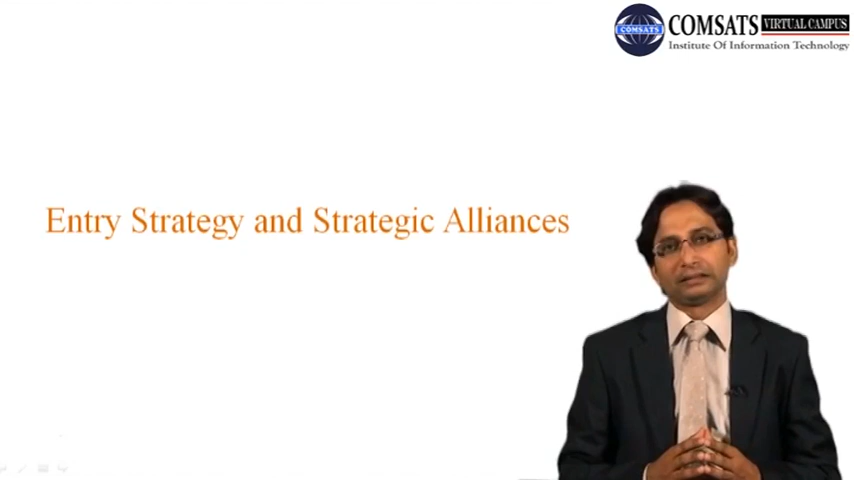 COMSATS VIRTUAL CAMPUS
Institute Of Information Technology
COMSATS
Entry Strategy and Strategic Alliances